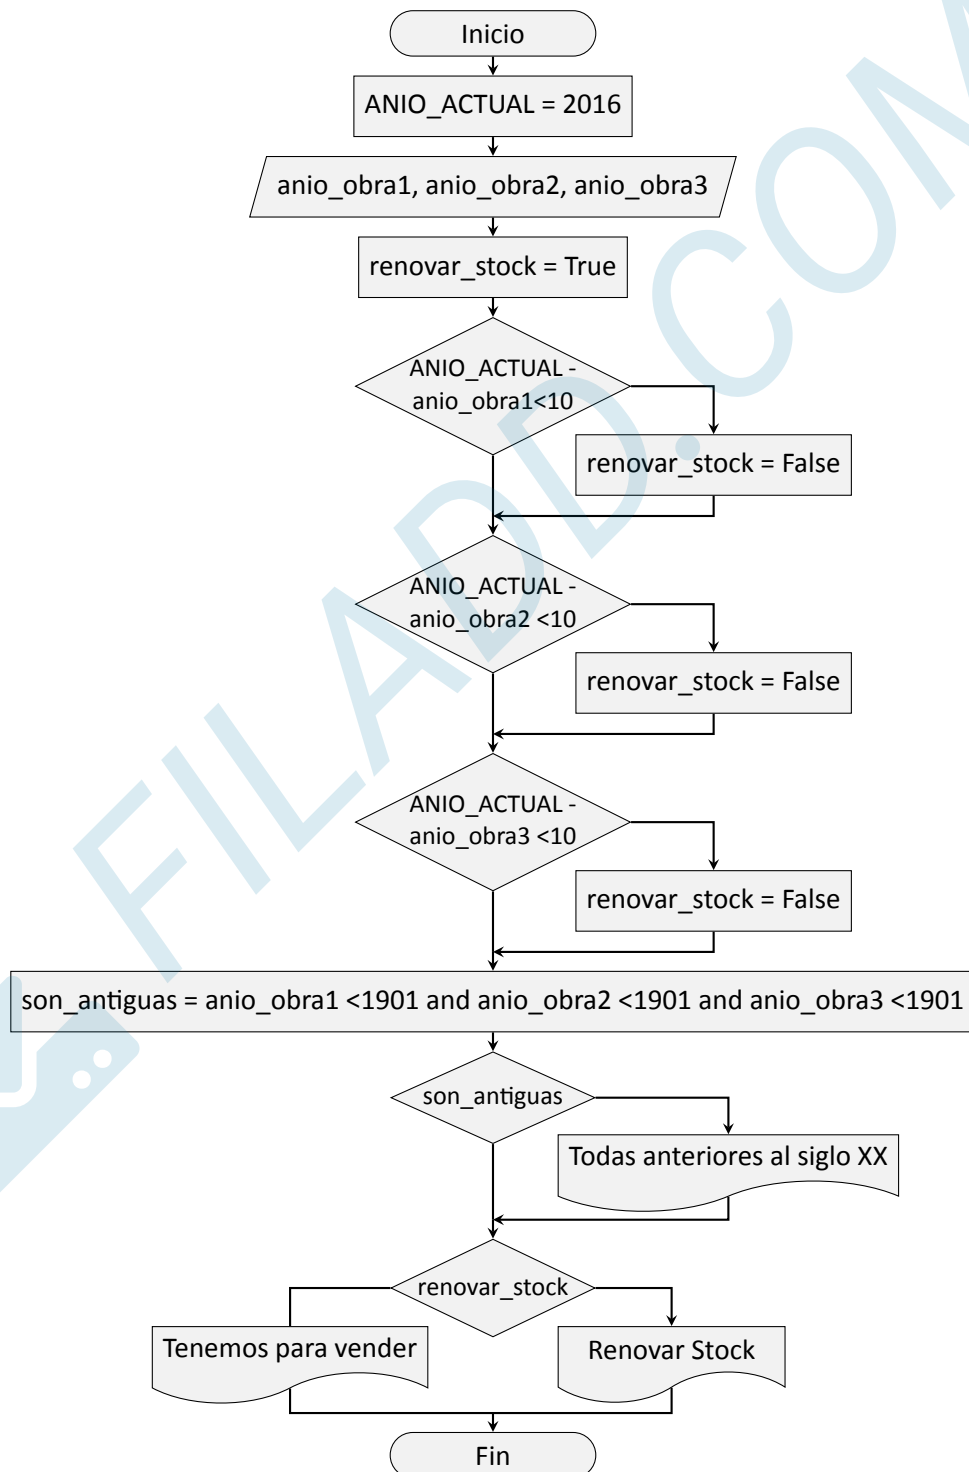 Inicio
ANIO_ACTUAL = 2016
anio_obra1, anio_obra2, anio_obra3
renovar_stock = True
ANIO_ACTUAL -
anio_obra1<10
renovar_stock = False
ANIO_ACTUAL -
anio_obra2 <10
renovar_stock = False
ANIO_ACTUAL -
anio_obra3 <10
renovar_stock = False
son_antiguas = anio_obra1 <1901 and anio_obra2 <1901 and anio_obra3 <1901
son_antiguas
Todas anteriores al siglo XX
renovar_stock
Tenemos para vender
Renovar Stock
Fin
FILADD.COM